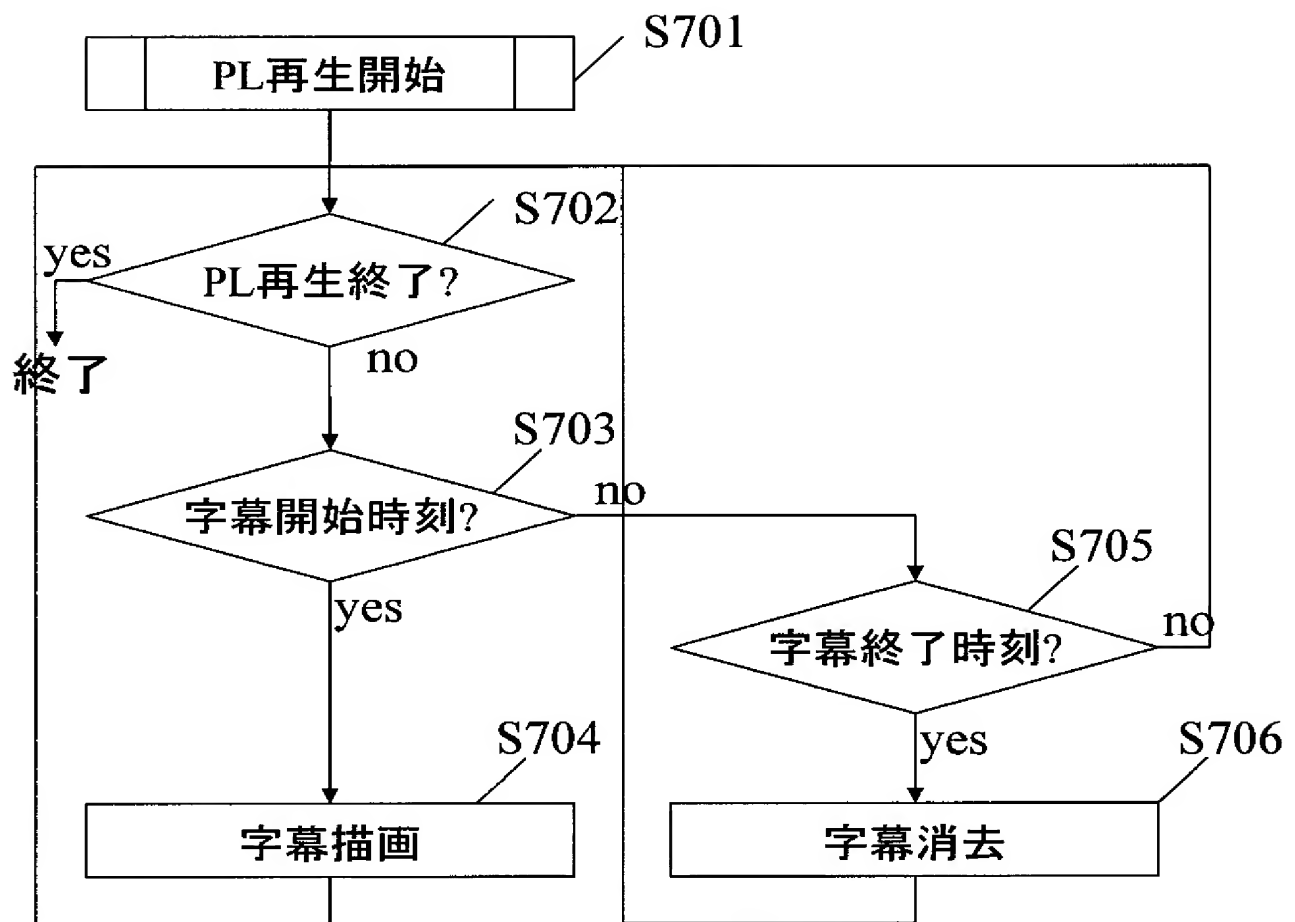 S701
PL再生開始
S702
yes
PL再生終了?
終了
no
S703
字幕開始時刻?
no
S705
yes
字幕終了時刻?
no
S704
yes
S706
字幕描画
字幕消去